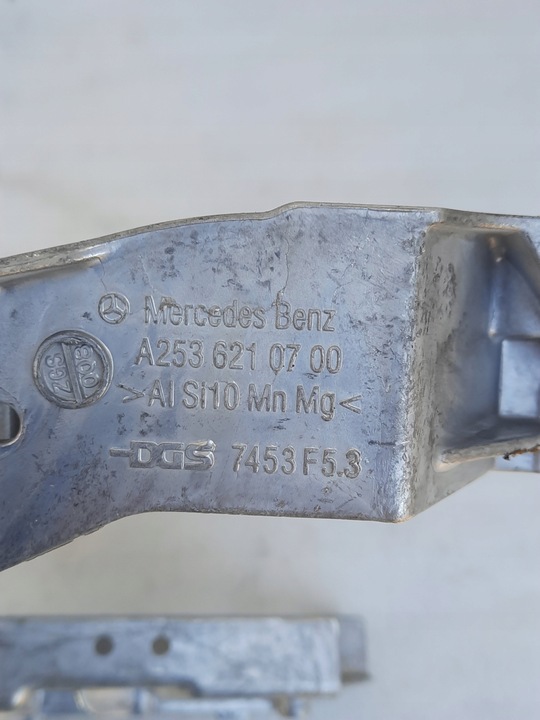 Mercedes Benz
A253 621 07 00
>Al Si10 Mn Mg<
DGS 7453 F5.3